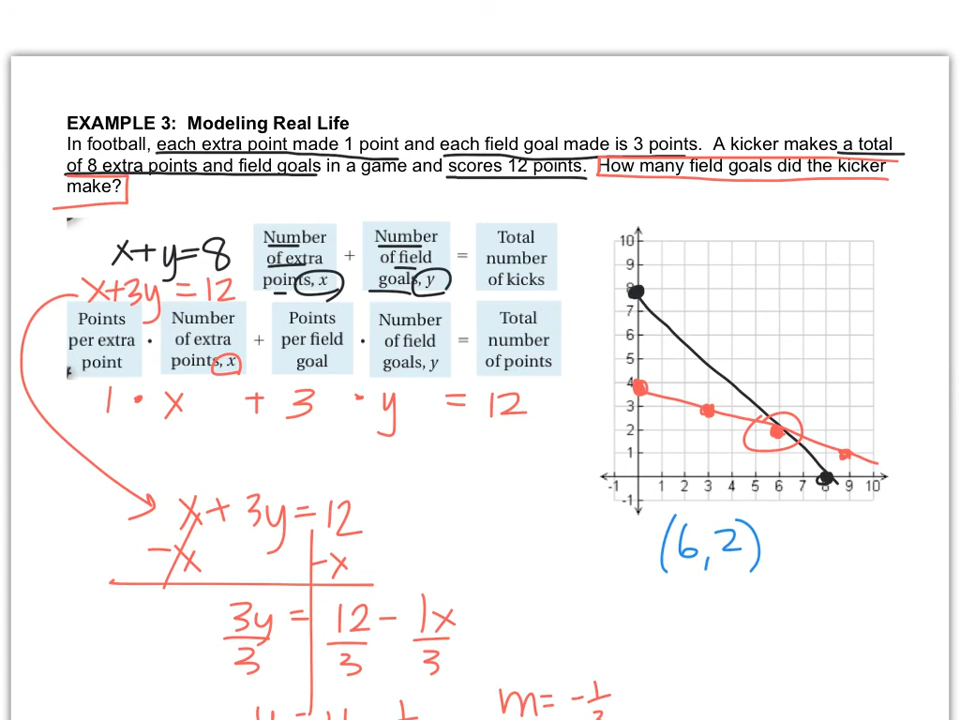 EXAMPLE 3: Modeling Real Life
In football, each extra point made 1 point and each field goal made is 3 points. A kicker makes a total
of 8 extra points and field goals in a game and scores 12 points. How many field goals did the kicker
make?
x+y=8
x+3y=12
Number of extra points, x + Number of field goals, y = Total number of kicks
Points per extra point · Number of extra points, x + Points per field goal · Number of field goals, y = Total number of points
1 · x + 3 · y = 12
x + 3y = 12
-x -x
3y = 12 - 1x
3 3 3
m = -1
10
9
8
7
6
5
4
3
2
1
-1 1 2 3 4 5 6 7 8 9 10
-1
(6,2)